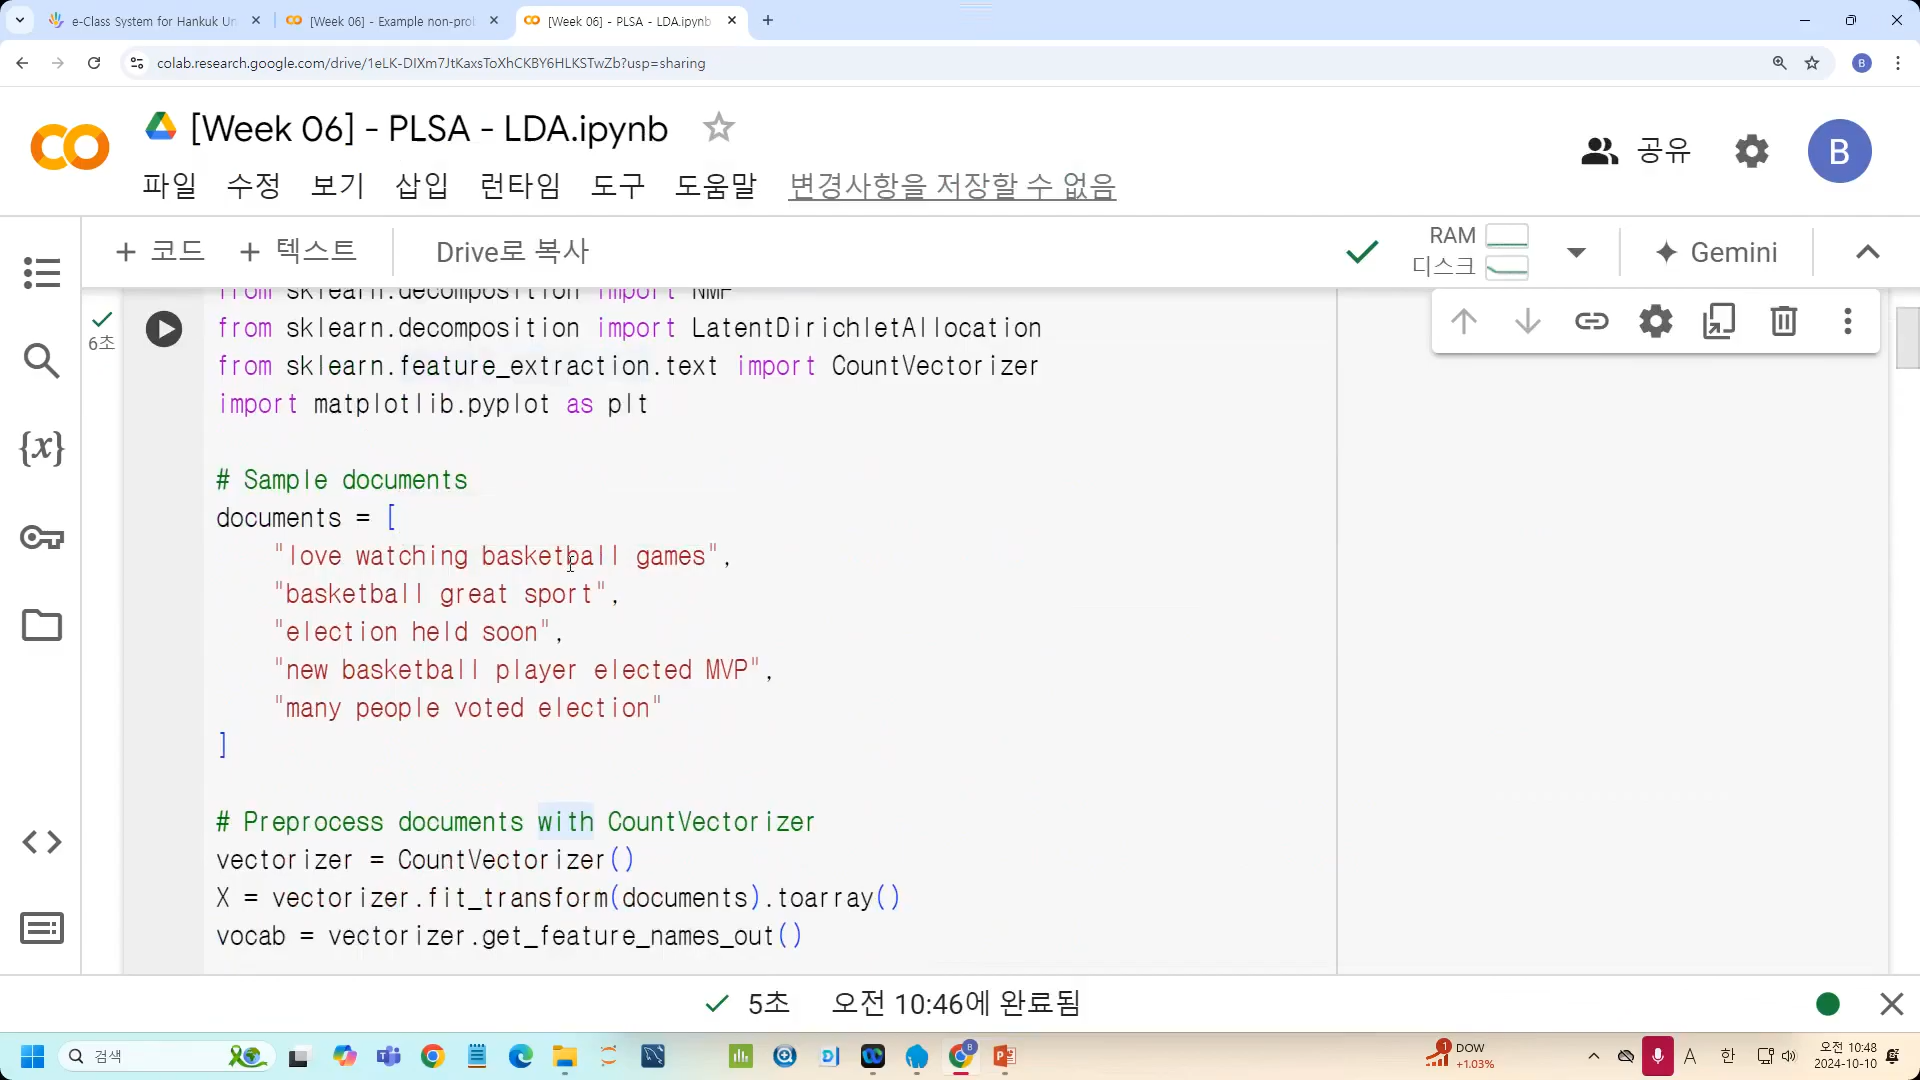 e-Class System for Hankuk Un
[Week 06] - Example non-pro
[Week 06] - PLSA - LDA.ipynb
colab.research.google.com/drive/1eLK-DIXm7JtKaxsToXhCKBY6HLKSTwZb?usp=sharing
B
[Week 06] - PLSA - LDA.ipynb
공유
B
파일 수정 보기 삽입 런타임 도구 도움말 변경사항을 저장할 수 없음
+ 코드 + 텍스트 Drive로 복사
RAM
디스크
Gemini
6초
from sklearn.decomposition import NMF
from sklearn.decomposition import LatentDirichletAllocation
from sklearn.feature_extraction.text import CountVectorizer
import matplotlib.pyplot as plt
# Sample documents
documents = [
"love watching basketball games",
"basketball great sport",
"election held soon",
"new basketball player elected MVP",
"many people voted election"
]
# Preprocess documents with CountVectorizer
vectorizer = CountVectorizer()
X = vectorizer.fit_transform(documents).toarray()
vocab = vectorizer.get_feature_names_out()
{x}
5초 오전 10:46에 완료됨
검색
DOW
+1.03%
1
A
한
오전 10:48
2024-10-10